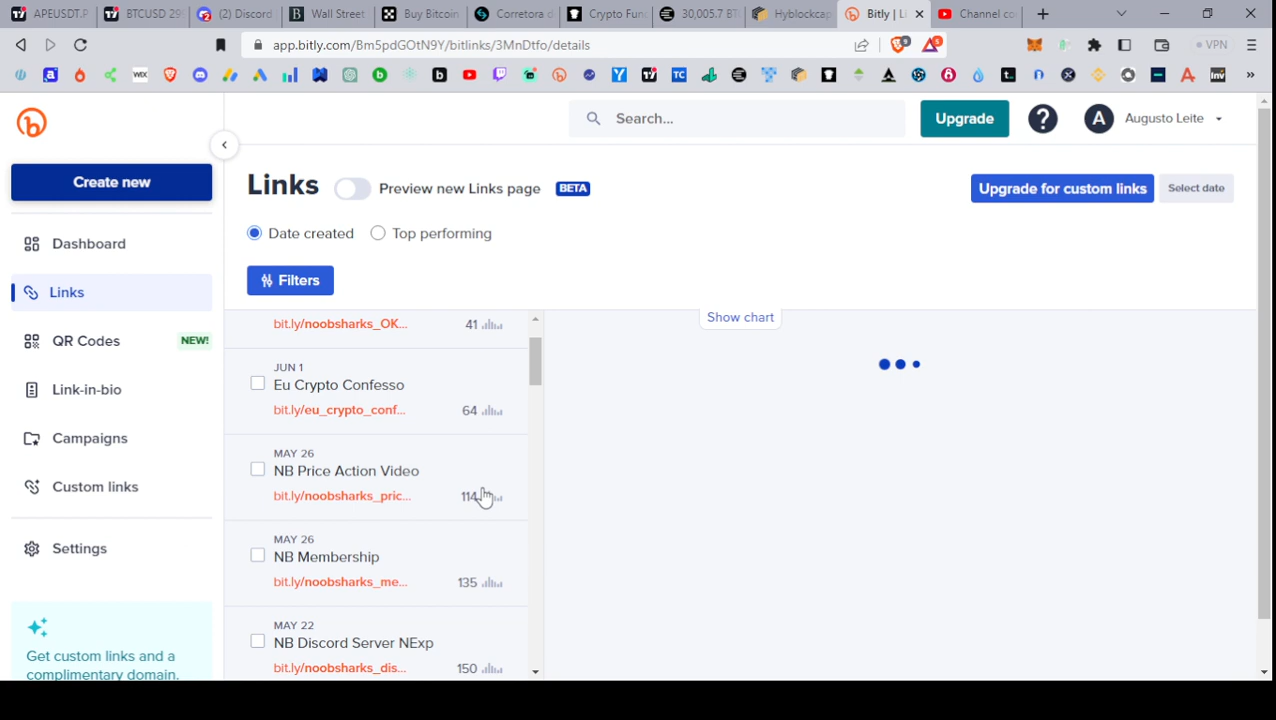 APEUSDT.P
BTCUSD 29
(2) Discord
Wall Street
Buy Bitcoin
Corretora d
Crypto Fun
30,005.7 BT
Hyblockcap
Bitly | Li
Channel co
app.bitly.com/Bm5pdGOtN9Y/bitlinks/3MnDtfo/details
9
5
VPN
Search...
Upgrade
?
A
Augusto Leite
Create new
Links
Preview new Links page
BETA
Upgrade for custom links
Select date
Dashboard
Date created
Top performing
Links
Filters
QR Codes
NEW!
Link-in-bio
Campaigns
Custom links
Settings
Get custom links and a
complimentary domain.
bit.ly/noobsharks_OK...
41
JUN 1
Eu Crypto Confesso
bit.ly/eu_crypto_conf...
64
MAY 26
NB Price Action Video
bit.ly/noobsharks_pric...
114
MAY 26
NB Membership
bit.ly/noobsharks_me...
135
MAY 22
NB Discord Server NExp
bit.ly/noobsharks_dis...
150
Show chart